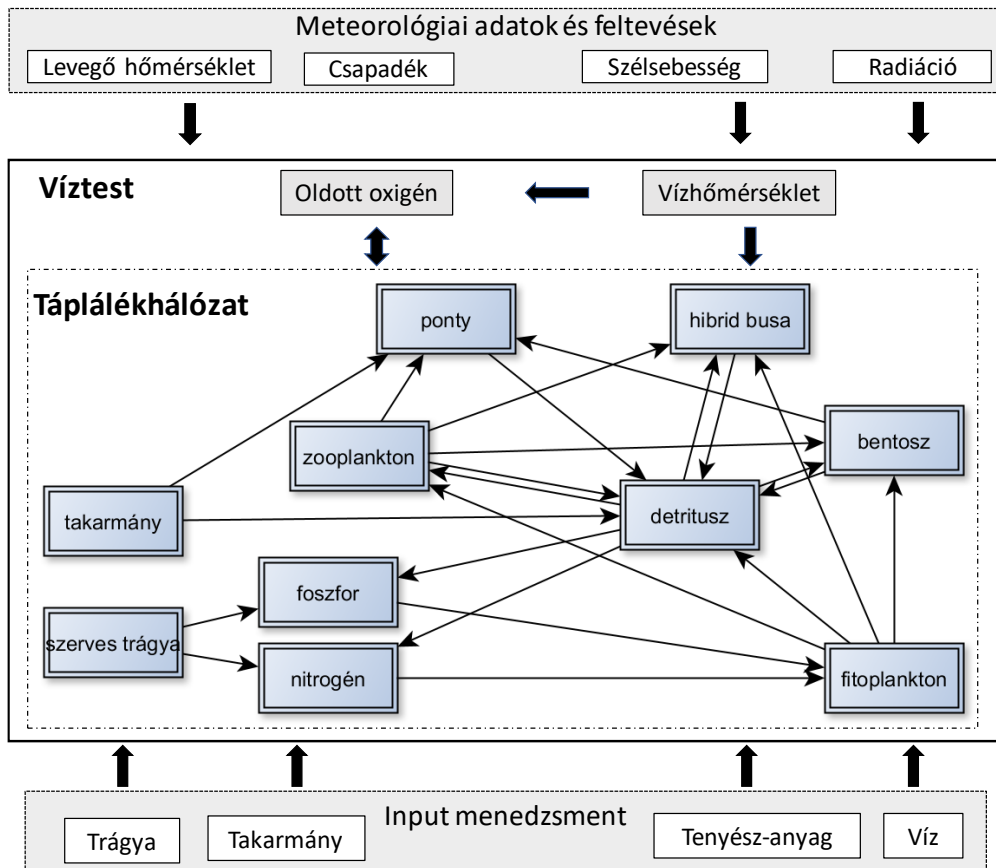 Meteorológiai adatok és feltevések
Levegő hőmérséklet
Csapadék
Szélsebesség
Radiáció
Víztest
Oldott oxigén
Vízhőmérséklet
Táplálékhálózat
ponty
hibrid busa
zooplankton
bentosz
takarmány
detritusz
foszfor
szerves trágya
nitrogén
fitoplankton
Input menedzsment
Trágya
Takarmány
Tenyész-anyag
Víz